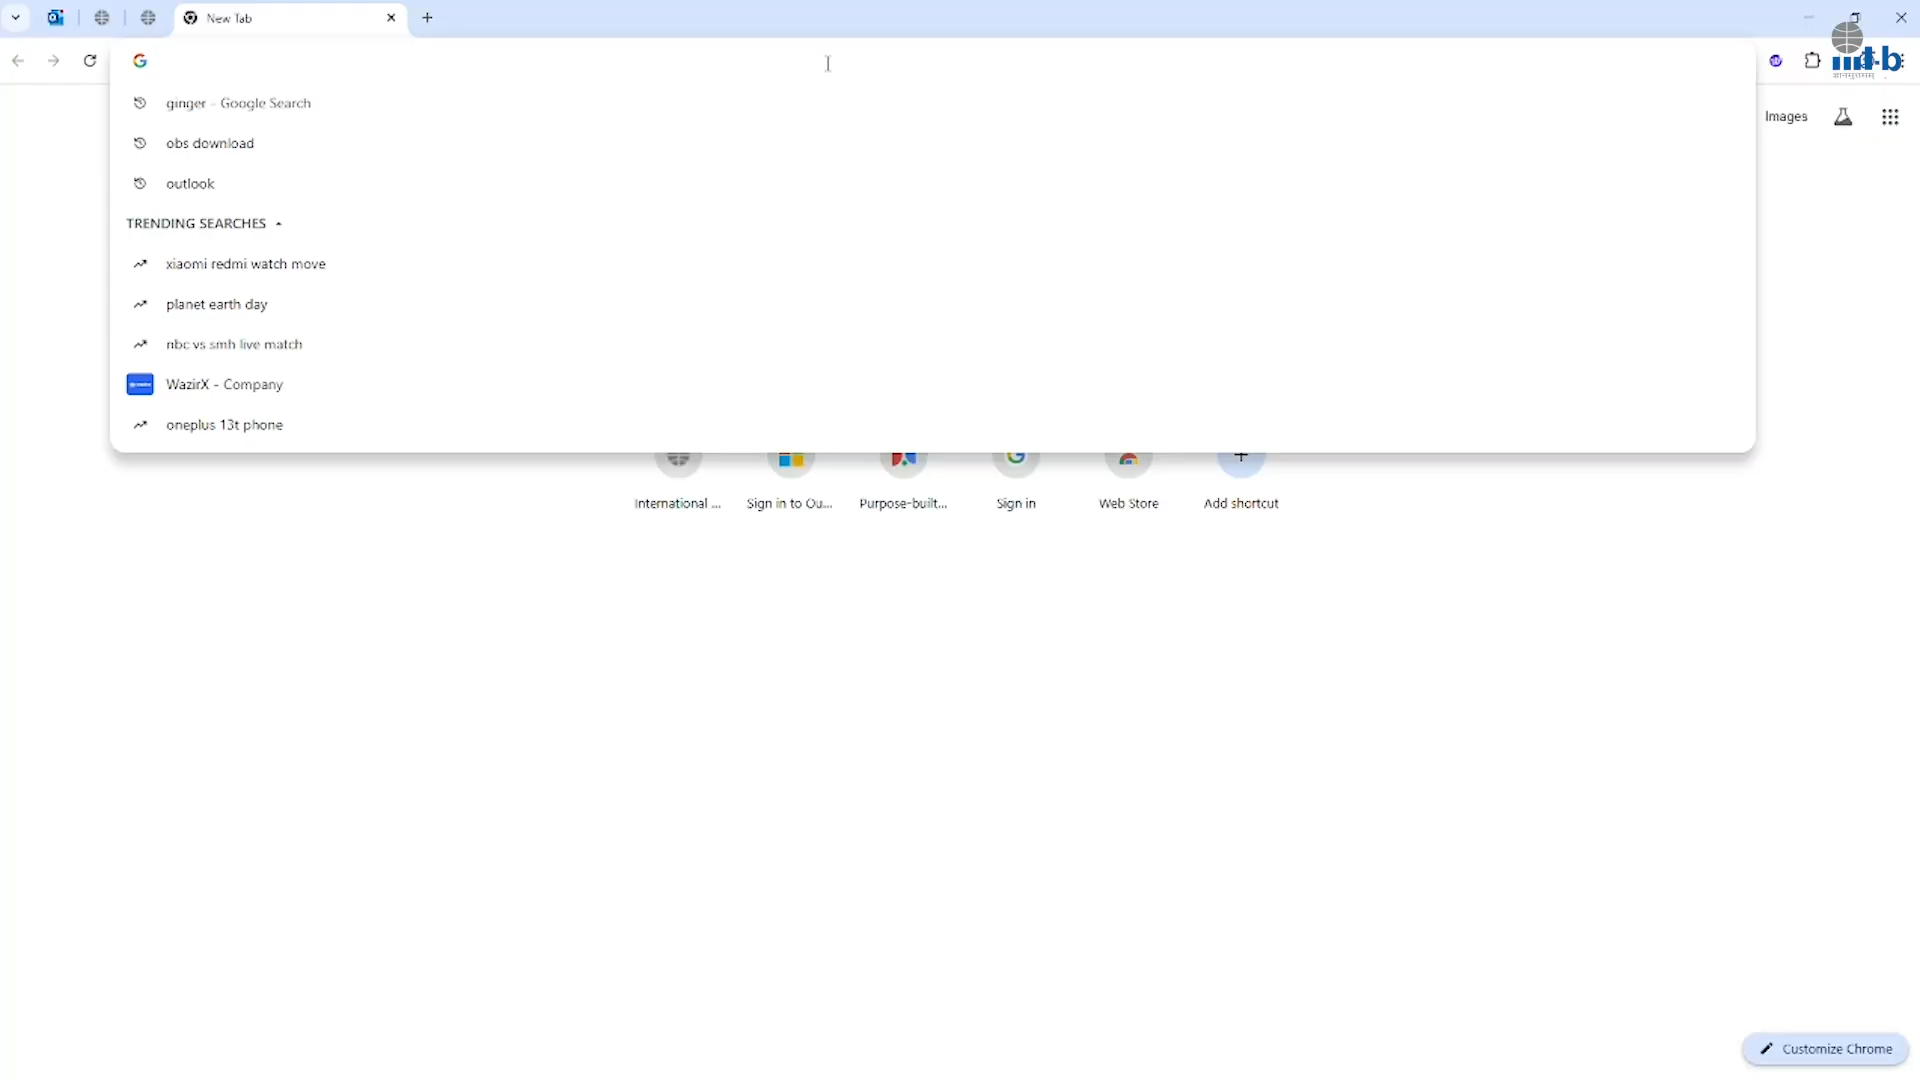 New Tab
ginger - Google Search
obs download
outlook
TRENDING SEARCHES
xiaomi redmi watch move
planet earth day
nbc vs smh live match
WazirX - Company
oneplus 13t phone
Images
International ...
Sign in to Ou...
Purpose-built...
Sign in
Web Store
Add shortcut
Customize Chrome